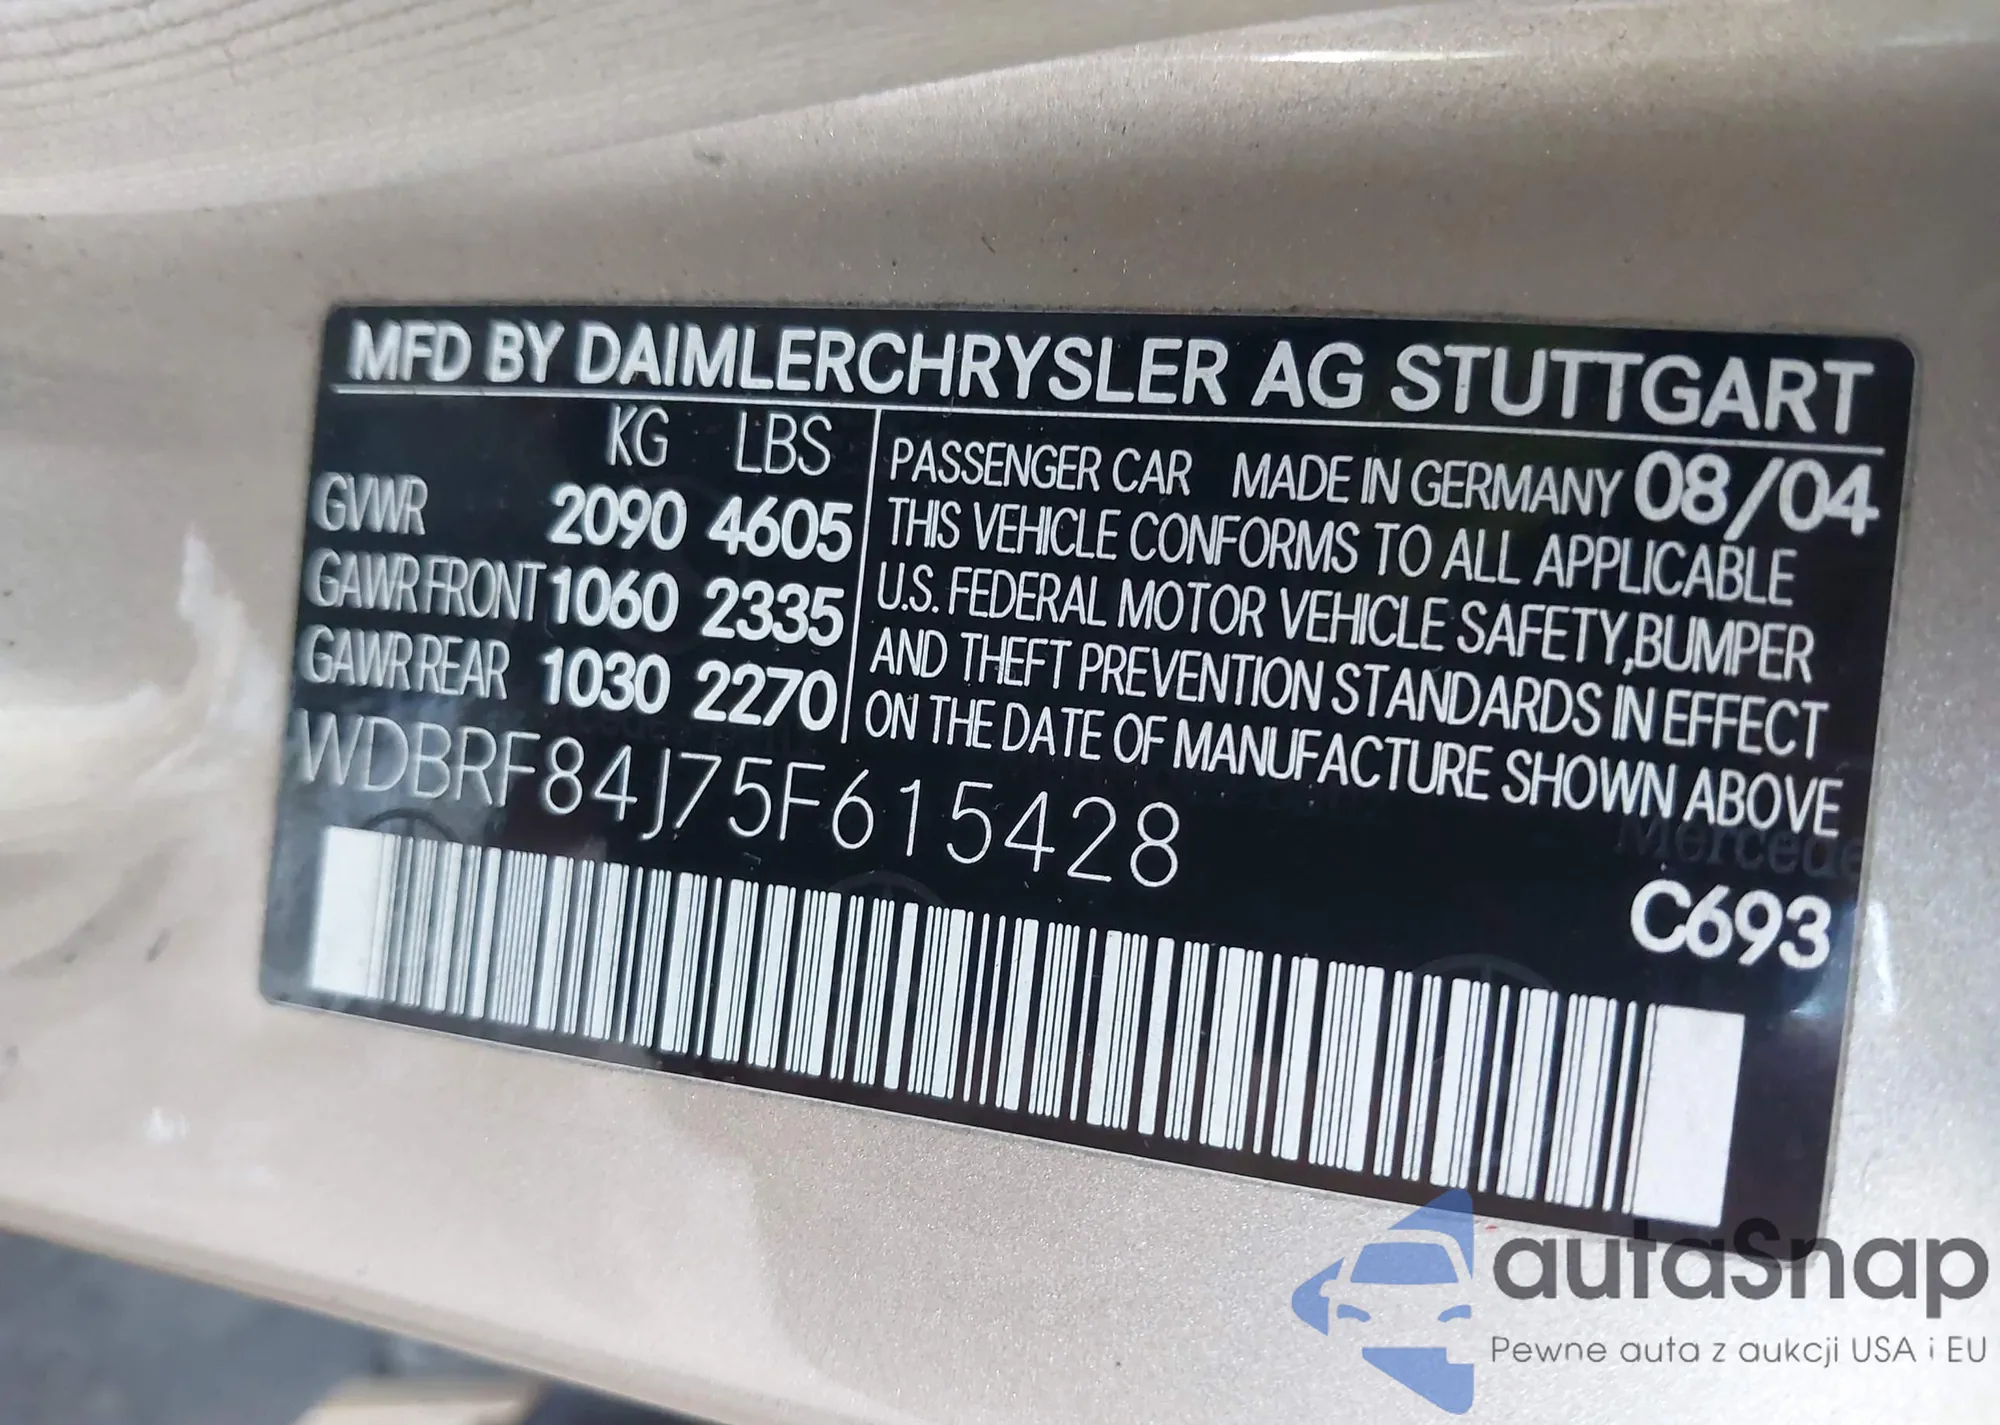 MFD BY DAIMLERCHRYSLER AG STUTTGART
KG LBS
GVWR 2090 4605
GAWR FRONT 1060 2335
GAWR REAR 1030 2270
PASSENGER CAR MADE IN GERMANY 08/04
THIS VEHICLE CONFORMS TO ALL APPLICABLE
U.S. FEDERAL MOTOR VEHICLE SAFETY,BUMPER
AND THEFT PREVENTION STANDARDS IN EFFECT
ON THE DATE OF MANUFACTURE SHOWN ABOVE
WDBRF84J75F615428
C693
autaSnap
Pewne auta z aukcji USA i EU